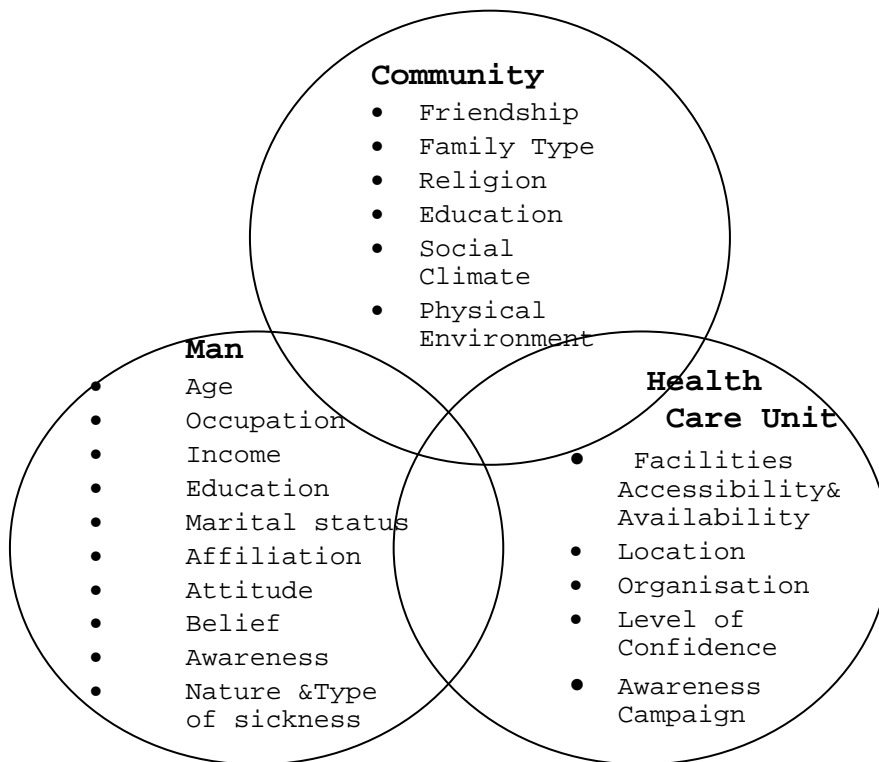 Community
• Friendship
• Family Type
• Religion
• Education
• Social
Climate
• Physical
Environment
Man
• Age
• Occupation
• Income
• Education
• Marital status
• Affiliation
• Attitude
• Belief
• Awareness
• Nature &Type
of sickness
Health
Care Unit
• Facilities
Accessibility&
Availability
• Location
• Organisation
• Level of
Confidence
• Awareness
Campaign